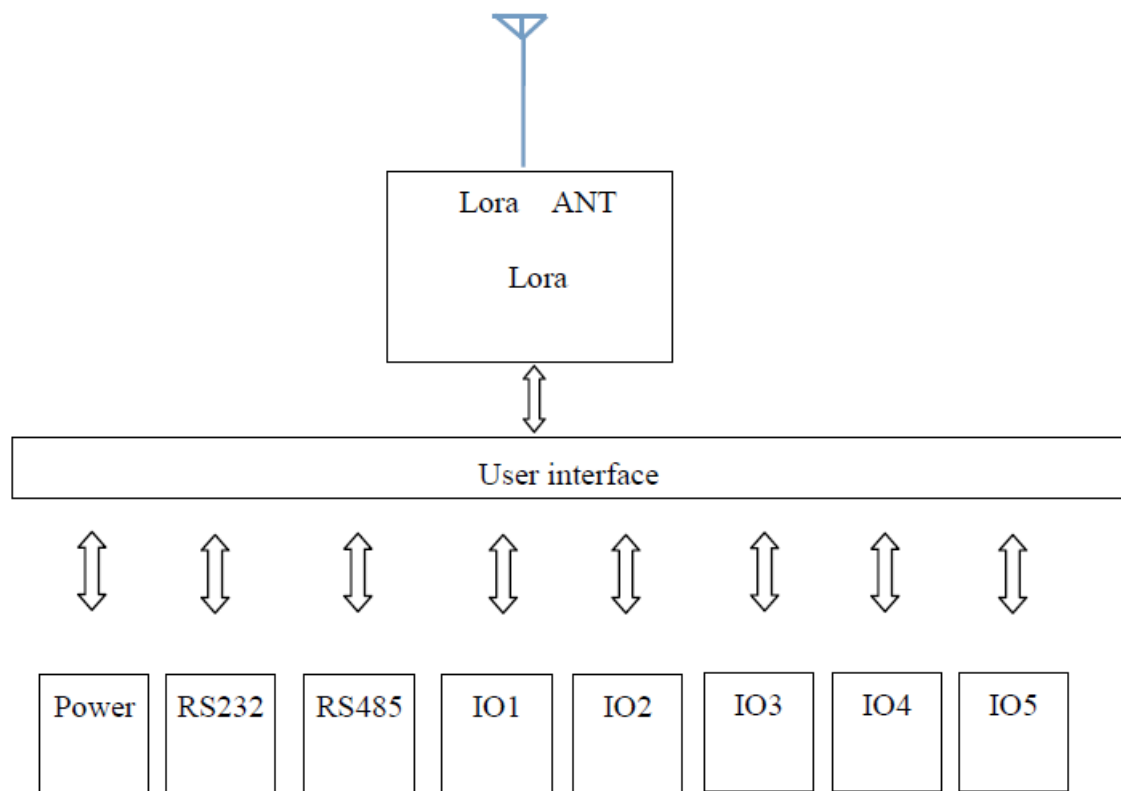 Lora ANT
Lora
User interface
Power
RS232
RS485
IO1
IO2
IO3
IO4
IO5